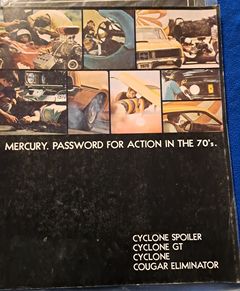 MERCURY. PASSWORD FOR ACTION IN THE 70's.
CYCLONE SPOILER
CYCLONE GT
CYCLONE
COUGAR ELIMINATOR